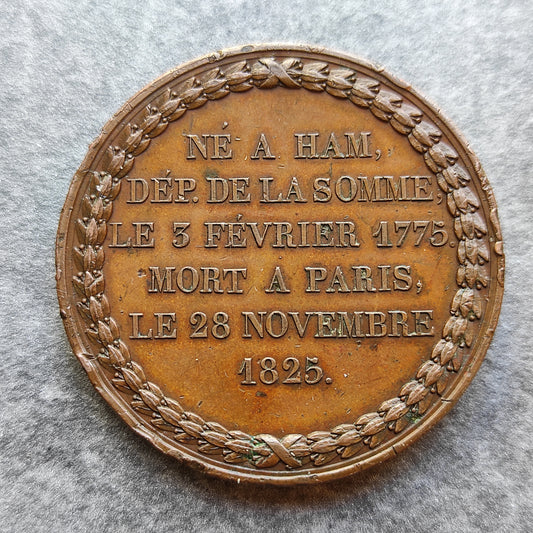 NÉ A HAM,
DÉP. DE LA SOMME,
LE 3 FÉVRIER 1775.
MORT A PARIS,
LE 28 NOVEMBRE
1825.